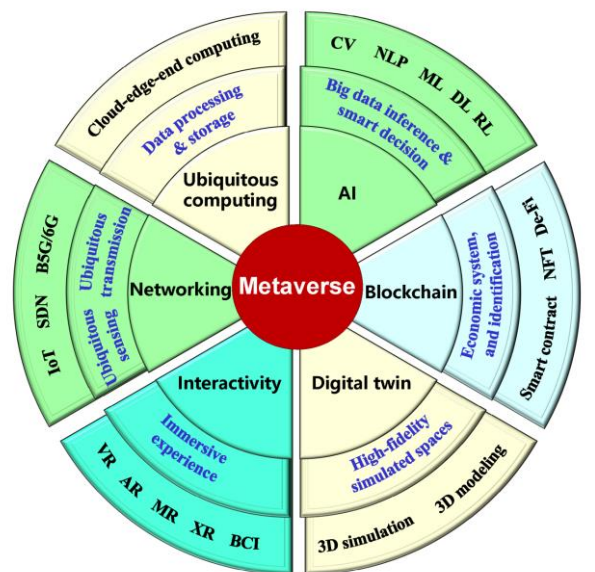 Metaverse
AI
Big data inference &
smart decision
CV NLP ML DL RL
Blockchain
Economic system,
and identification
Smart contract NFT De-Fi
Digital twin
High-fidelity
simulated spaces
3D simulation 3D modeling
Interactivity
Immersive
experience
VR AR MR XR BCI
Networking
Ubiquitous sensing
Ubiquitous transmission
IoT SDN B5G/6G
Ubiquitous
computing
Data processing
& storage
Cloud-edge-end computing